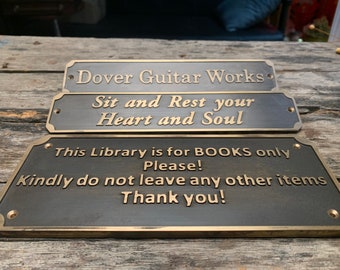 Dover Guitar Works
Sit and Rest your
Heart and Soul
This Library is for BOOKS only
Please!
Kindly do not leave any other items
Thank you!